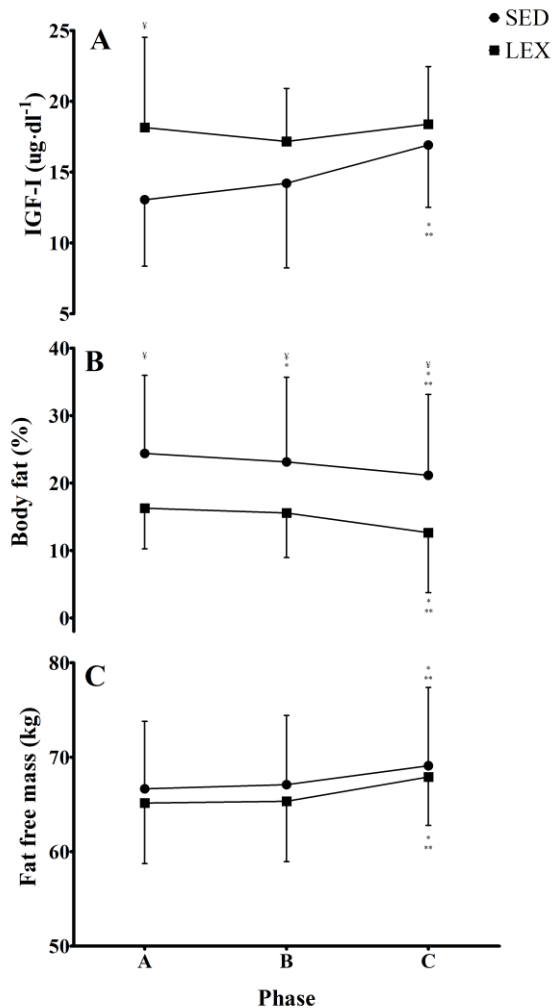 SED
LEX
A
¥
IGF-I (ug·dl⁻¹)
25
20
15
10
5
*
**
B
¥
¥
*
¥
*
**
Body fat (%)
40
30
20
10
0
*
**
C
*
**
Fat free mass (kg)
80
70
60
50
*
**
A B C
Phase